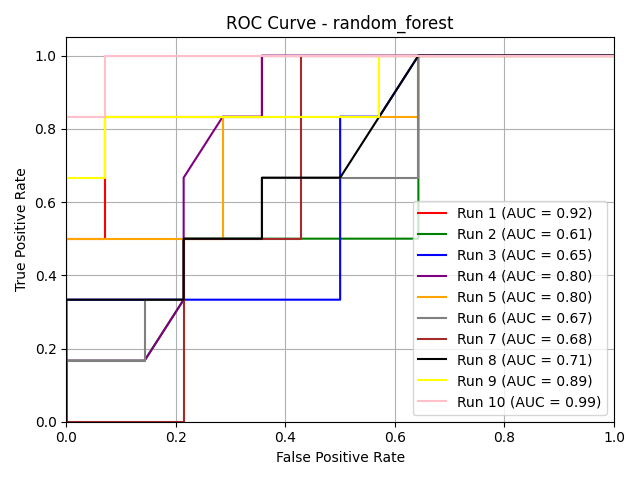 ROC Curve - random_forest
True Positive Rate
1.0
0.8
0.6
0.4
0.2
0.0
Run 1 (AUC = 0.92)
Run 2 (AUC = 0.61)
Run 3 (AUC = 0.65)
Run 4 (AUC = 0.80)
Run 5 (AUC = 0.80)
Run 6 (AUC = 0.67)
Run 7 (AUC = 0.68)
Run 8 (AUC = 0.71)
Run 9 (AUC = 0.89)
Run 10 (AUC = 0.99)
0.0 0.2 0.4 0.6 0.8 1.0
False Positive Rate